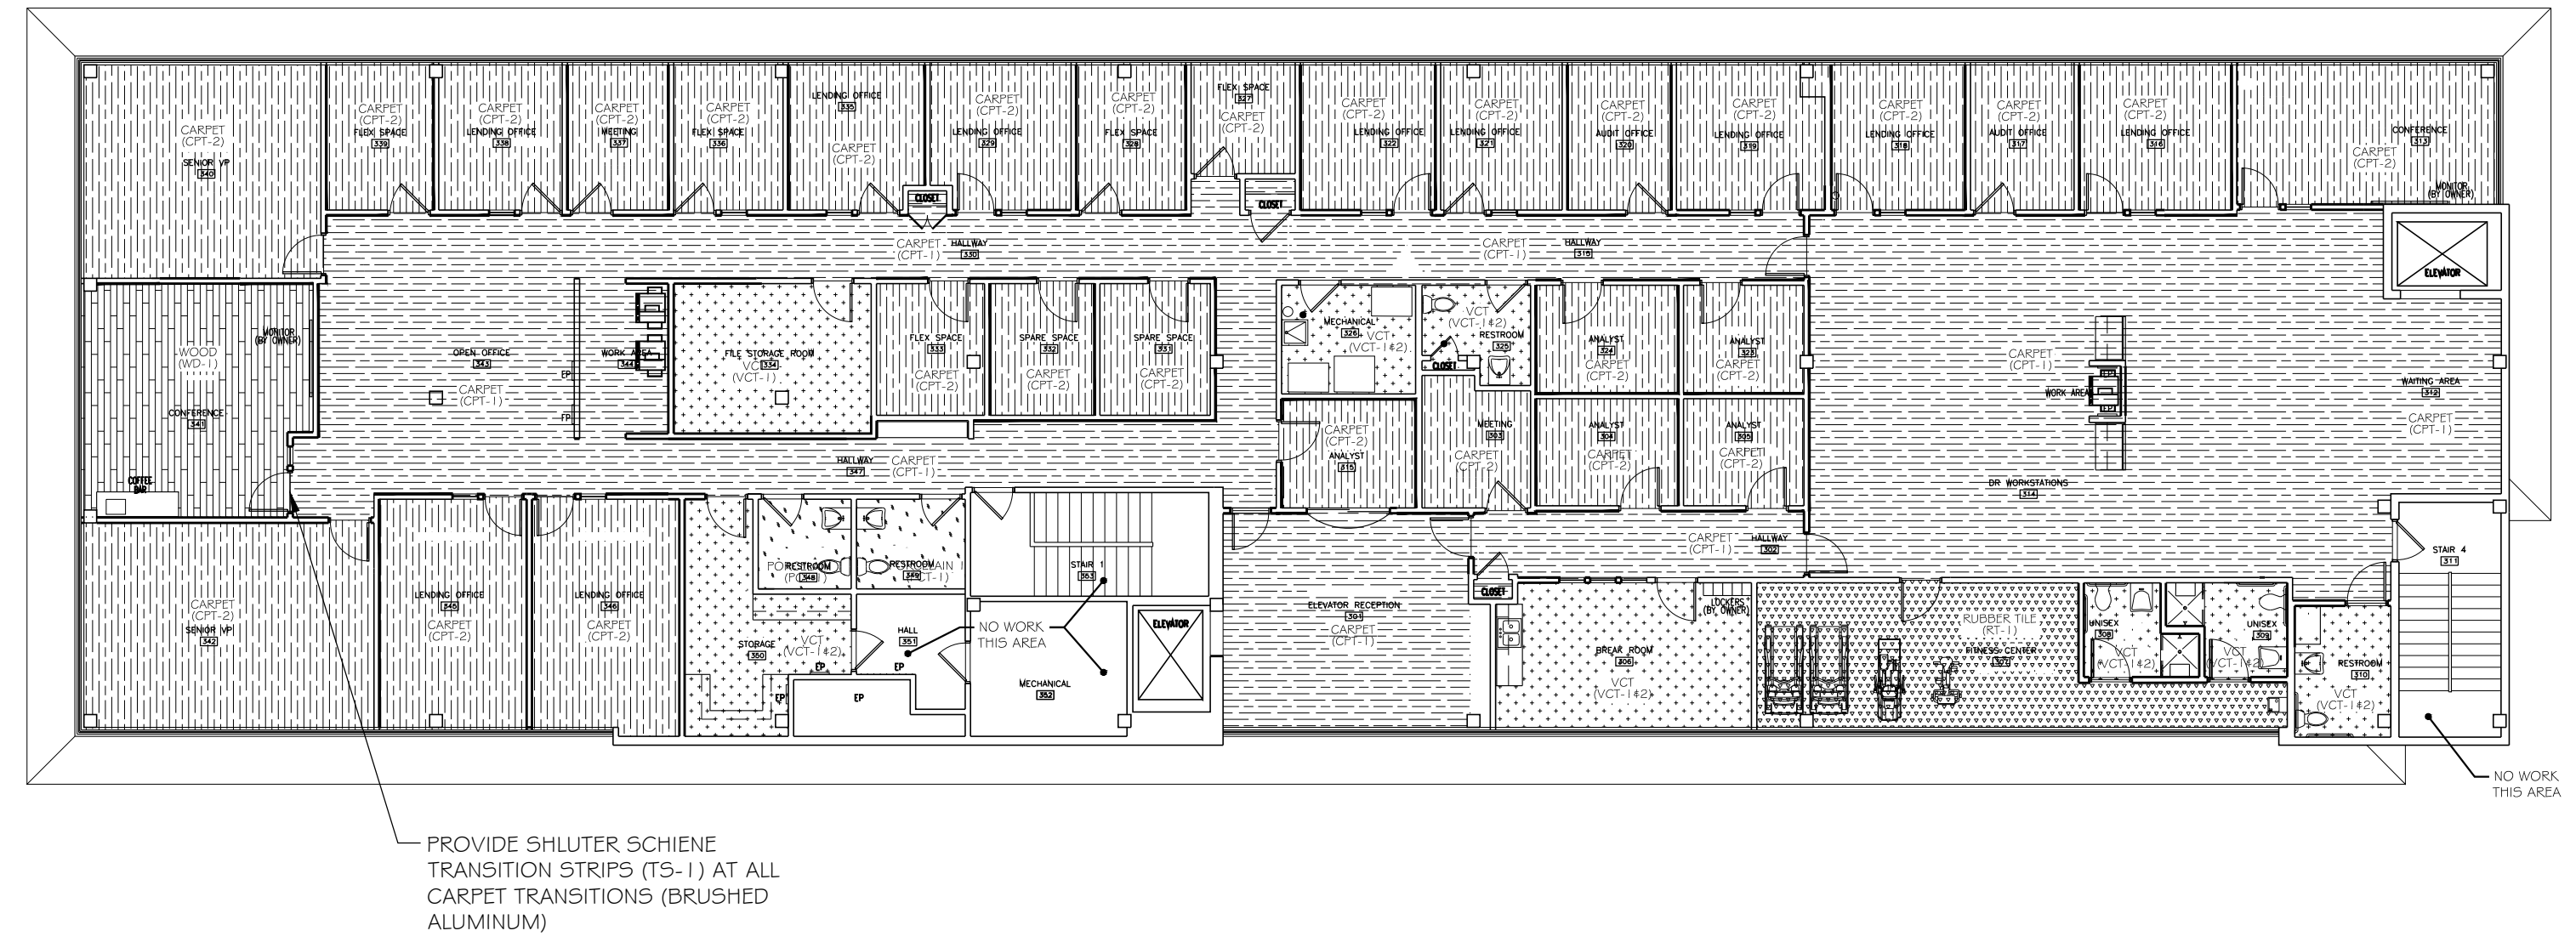 CARPET
(CPT-2)
SENIOR VP
340
CARPET
(CPT-2)
FLEX SPACE
339
CARPET
(CPT-2)
LENDING OFFICE
338
CARPET
(CPT-2)
MEETING
337
CARPET
(CPT-2)
FLEX SPACE
336
LENDING OFFICE
335
CARPET
(CPT-2)
CARPET
(CPT-2)
LENDING OFFICE
329
CARPET
(CPT-2)
FLEX SPACE
328
FLEX SPACE
327
CARPET
(CPT-2)
CARPET
(CPT-2)
LENDING OFFICE
322
CARPET
(CPT-2)
LENDING OFFICE
321
CARPET
(CPT-2)
AUDIT OFFICE
320
CARPET
(CPT-2)
LENDING OFFICE
319
CARPET
(CPT-2)
LENDING OFFICE
318
CARPET
(CPT-2)
AUDIT OFFICE
317
CARPET
(CPT-2)
LENDING OFFICE
316
CONFERENCE
313
CARPET
(CPT-2)
MONITOR
(BY OWNER)
CLOSET
CLOSET
CARPET
(CPT-1)
HALLWAY
330
CARPET
(CPT-1)
HALLWAY
315
ELEVATOR
WOOD
(WD-1)
MONITOR
(BY OWNER)
CONFERENCE
341
COFFEE
BAR
OPEN OFFICE
343
CARPET
(CPT-1)
EP
EP
WORK AREA
344
FILE STORAGE ROOM
334
(VCT-1)
FLEX SPACE
333
CARPET
(CPT-2)
SPARE SPACE
332
CARPET
(CPT-2)
SPARE SPACE
331
CARPET
(CPT-2)
MECHANICAL
326
VCT
(VCT-1&2)
VCT
(VCT-1&2)
RESTROOM
325
CLOSET
ANALYST
324
CARPET
(CPT-2)
ANALYST
323
CARPET
(CPT-2)
CARPET
(CPT-1)
WORK AREA
EP
EP
WAITING AREA
312
CARPET
(CPT-1)
CARPET
(CPT-2)
ANALYST
315
MEETING
303
CARPET
(CPT-2)
ANALYST
304
CARPET
(CPT-2)
ANALYST
305
CARPET
(CPT-2)
HALLWAY
347
CARPET
(CPT-1)
DR WORKSTATIONS
314
CARPET
(CPT-1)
HALLWAY
302
STAIR 4
311
CARPET
(CPT-2)
SENIOR VP
342
LENDING OFFICE
345
CARPET
(CPT-2)
LENDING OFFICE
346
CARPET
(CPT-2)
RESTROOM
348
RESTROOM
349
STAIR 1
353
STORAGE
350
VCT
(VCT-1&2)
EP
EP
HALL
351
EP
EP
NO WORK
THIS AREA
MECHANICAL
352
ELEVATOR
ELEVATOR RECEPTION
301
CARPET
(CPT-1)
CLOSET
BREAK ROOM
306
VCT
(VCT-1&2)
LOCKERS
(BY OWNER)
RUBBER TILE
(RT-1)
FITNESS CENTER
307
UNISEX
308
VCT
(VCT-1&2)
UNISEX
309
VCT
(VCT-1&2)
RESTROOM
310
VCT
(VCT-1&2)
NO WORK
THIS AREA
PROVIDE SHLUTER SCHIENE
TRANSITION STRIPS (TS-1) AT ALL
CARPET TRANSITIONS (BRUSHED
ALUMINUM)